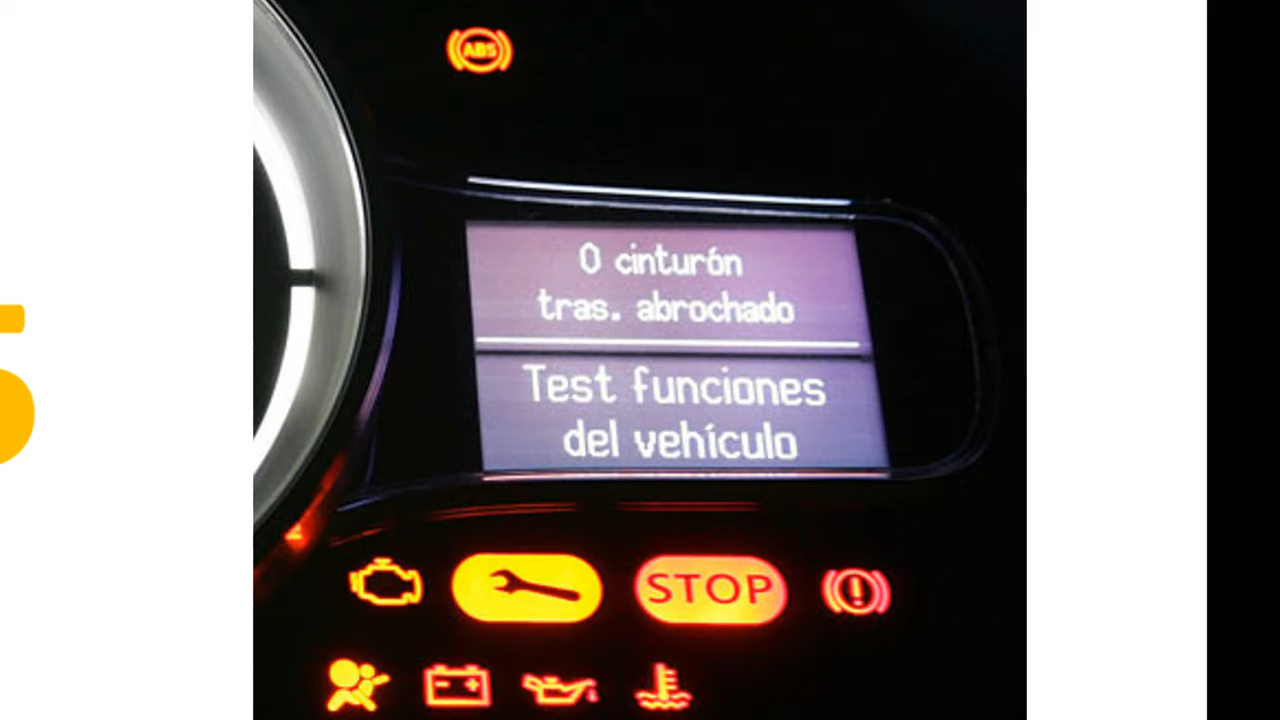 ABS
0 cinturón
tras. abrochado
Test funciones
del vehículo
STOP